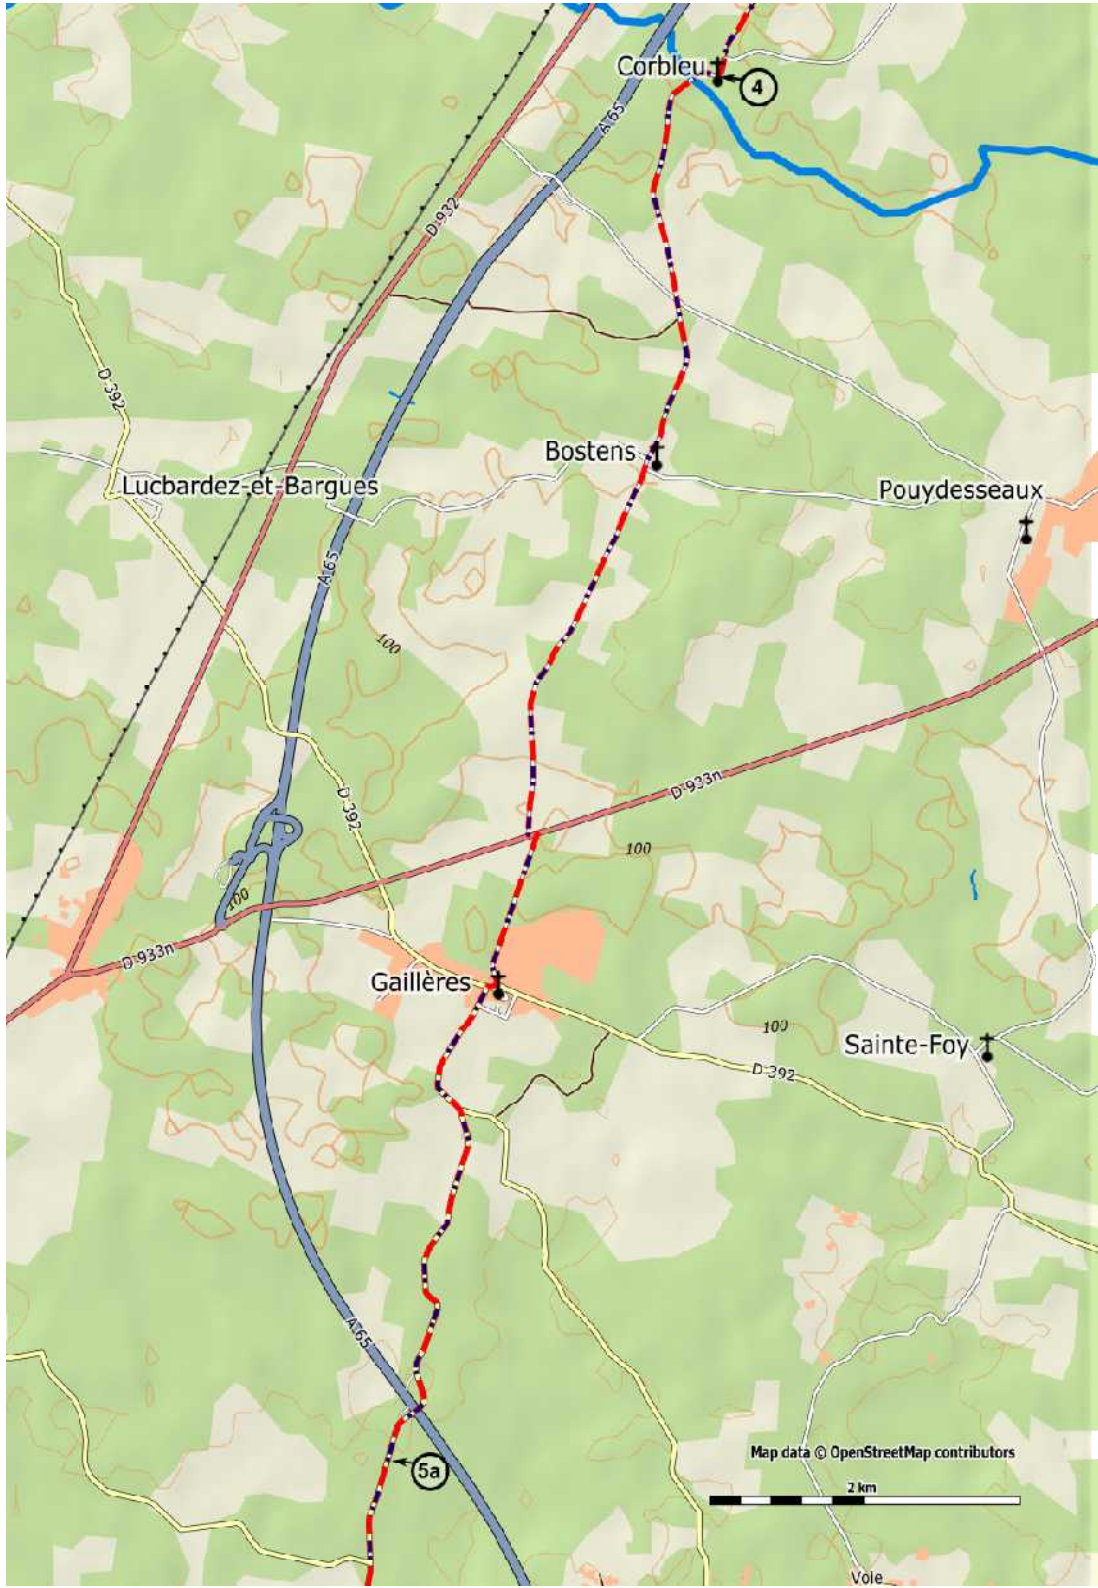 Corbleu
4
A 65
D 932
D 392
Bostens
Lucbardez-et-Bargues
Pouydesseaux
A 65
100
D 933n
D 392
100
100
D 933n
Gaillères
100
Sainte-Foy
D 392
A 65
Map data © OpenStreetMap contributors
5a
2 km
Voie